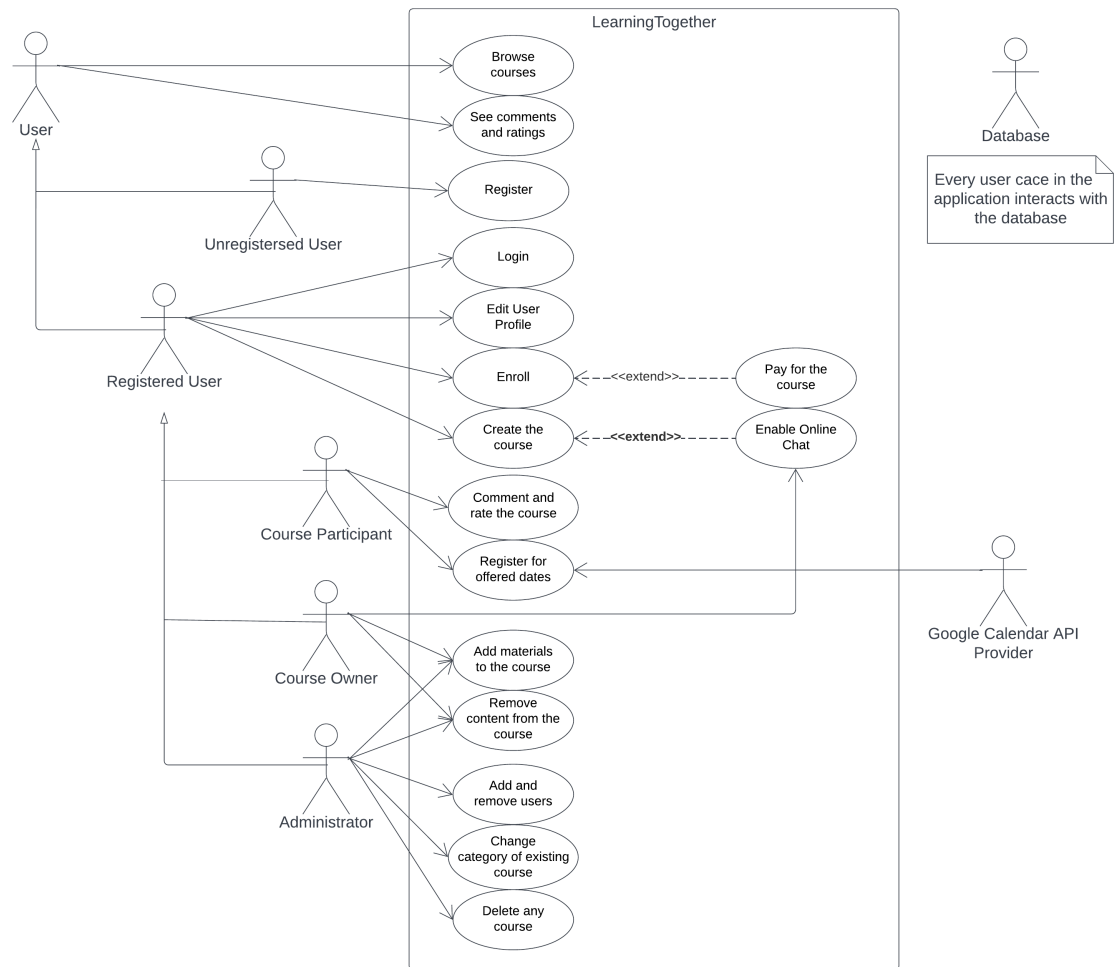 LearningTogether
Browse
courses
See comments
and ratings
User
Database
Every user cace in the
application interacts with
the database
Register
Unregistersed User
Login
Edit User
Profile
Registered User
Enroll
<<extend>>
Pay for the
course
Create the
course
<<extend>>
Enable Online
Chat
Comment and
rate the course
Course Participant
Register for
offered dates
Google Calendar API
Provider
Course Owner
Add materials
to the course
Remove
content from the
course
Administrator
Add and
remove users
Change
category of existing
course
Delete any
course